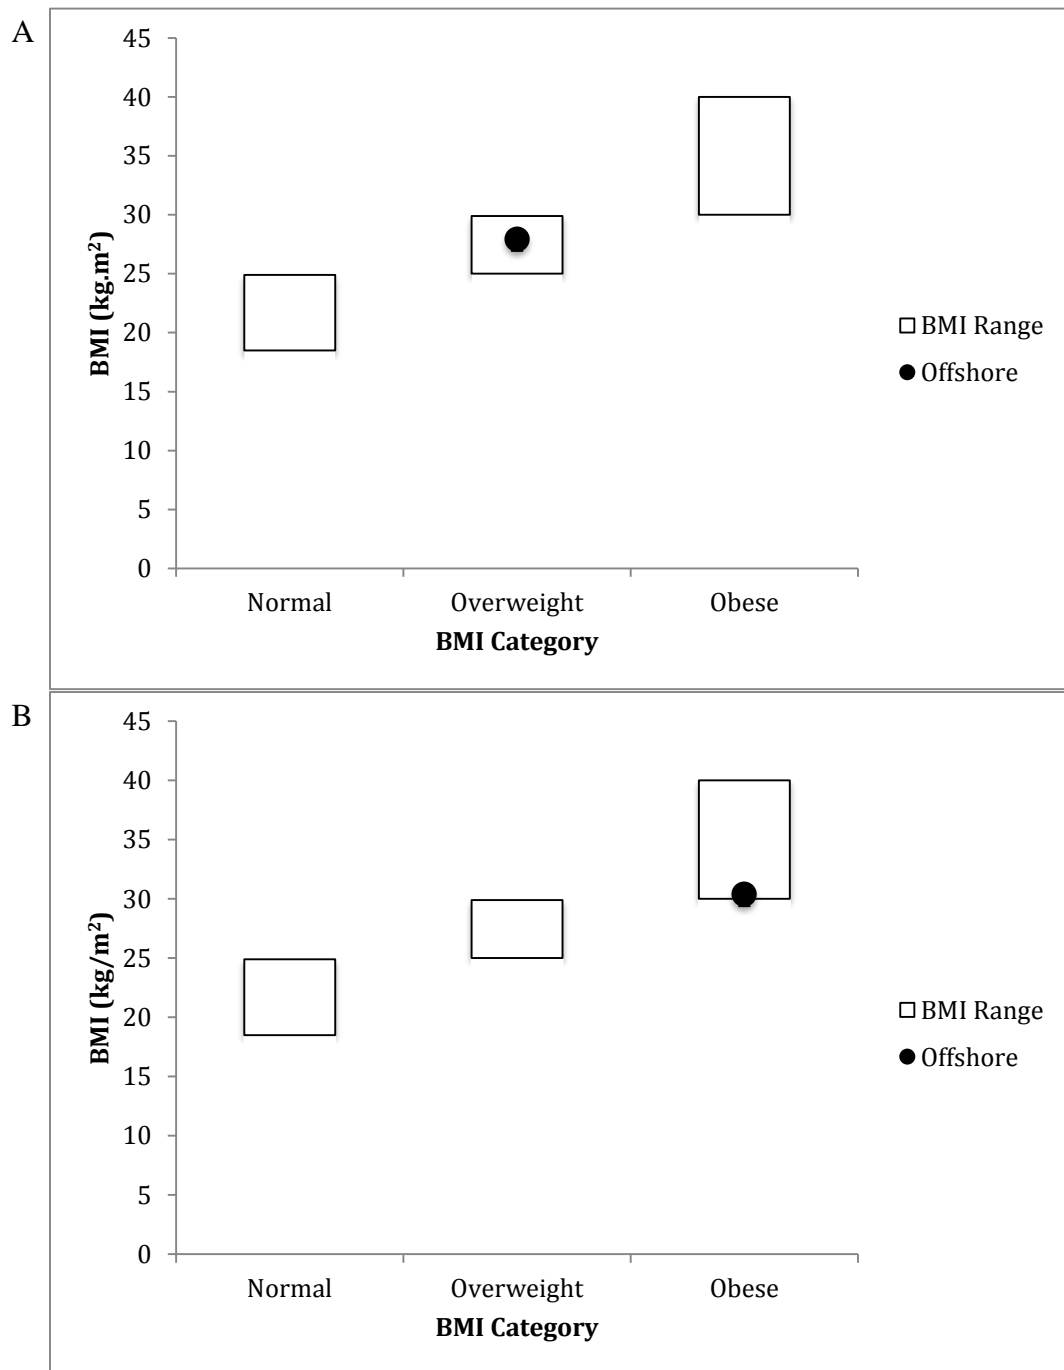 A
45
40
35
30
25
20
15
10
5
0
BMI (kg.m²)
Normal Overweight Obese
BMI Category
BMI Range
Offshore
B
45
40
35
30
25
20
15
10
5
0
BMI (kg/m²)
Normal Overweight Obese
BMI Category
BMI Range
Offshore